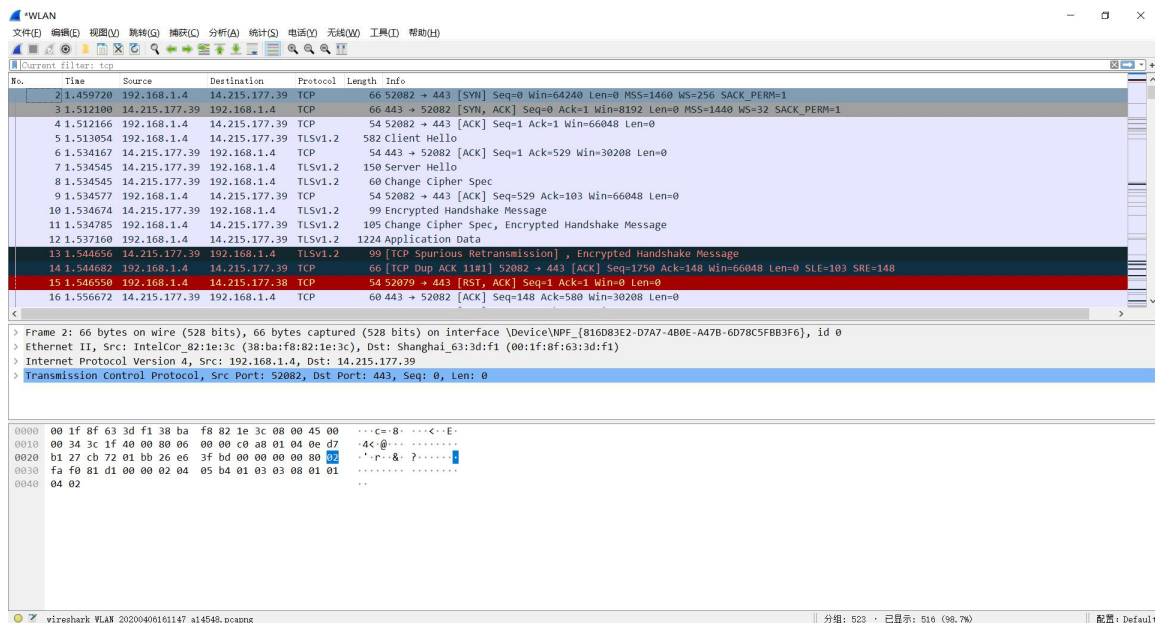 *WLAN
文件(F) 编辑(E) 视图(V) 跳转(G) 捕获(C) 分析(A) 统计(S) 电话(Y) 无线(W) 工具(T) 帮助(H)
Current filter: tcp
No. Time Source Destination Protocol Length Info
2 1.459720 192.168.1.4 14.215.177.39 TCP 66 52082 → 443 [SYN] Seq=0 Win=64240 Len=0 MSS=1460 WS=256 SACK_PERM=1
3 1.512100 14.215.177.39 192.168.1.4 TCP 66 443 → 52082 [SYN, ACK] Seq=0 Ack=1 Win=8192 Len=0 MSS=1440 WS=32 SACK_PERM=1
4 1.512166 192.168.1.4 14.215.177.39 TCP 54 52082 → 443 [ACK] Seq=1 Ack=1 Win=66048 Len=0
5 1.513054 192.168.1.4 14.215.177.39 TLSv1.2 582 Client Hello
6 1.534167 14.215.177.39 192.168.1.4 TCP 54 443 → 52082 [ACK] Seq=1 Ack=529 Win=30208 Len=0
7 1.534545 14.215.177.39 192.168.1.4 TLSv1.2 150 Server Hello
8 1.534545 14.215.177.39 192.168.1.4 TLSv1.2 60 Change Cipher Spec
9 1.534577 192.168.1.4 14.215.177.39 TCP 54 52082 → 443 [ACK] Seq=529 Ack=103 Win=66048 Len=0
10 1.534674 14.215.177.39 192.168.1.4 TLSv1.2 99 Encrypted Handshake Message
11 1.534785 192.168.1.4 14.215.177.39 TLSv1.2 105 Change Cipher Spec, Encrypted Handshake Message
12 1.537160 192.168.1.4 14.215.177.39 TLSv1.2 1224 Application Data
13 1.544656 14.215.177.39 192.168.1.4 TLSv1.2 99 [TCP Spurious Retransmission] , Encrypted Handshake Message
14 1.544682 192.168.1.4 14.215.177.39 TCP 66 [TCP Dup ACK 11#1] 52082 → 443 [ACK] Seq=1750 Ack=148 Win=66048 Len=0 SLE=103 SRE=148
15 1.546550 192.168.1.4 14.215.177.38 TCP 54 52079 → 443 [RST, ACK] Seq=1 Ack=1 Win=0 Len=0
16 1.556672 14.215.177.39 192.168.1.4 TCP 60 443 → 52082 [ACK] Seq=148 Ack=580 Win=30208 Len=0
> Frame 2: 66 bytes on wire (528 bits), 66 bytes captured (528 bits) on interface \Device\NPF_{816D83E2-D7A7-4B0E-A47B-6D78C5FBB3F6}, id 0
> Ethernet II, Src: IntelCor_82:1e:3c (38:ba:f8:82:1e:3c), Dst: Shanghai_63:3d:f1 (00:1f:8f:63:3d:f1)
> Internet Protocol Version 4, Src: 192.168.1.4, Dst: 14.215.177.39
> Transmission Control Protocol, Src Port: 52082, Dst Port: 443, Seq: 0, Len: 0
0000 00 1f 8f 63 3d f1 38 ba f8 82 1e 3c 08 00 45 00 ···c=·8· ···<··E·
0010 00 34 3c 1f 40 00 80 06 00 00 c0 a8 01 04 0e d7 ·4<·@··· ········
0020 b1 27 cb 72 01 bb 26 e6 3f bd 00 00 00 00 80 02 ·'·r··&· ?·······
0030 fa f0 81 d1 00 00 02 04 05 b4 01 03 03 08 01 01 ········ ········
0040 04 02 ··
wireshark_WLAN_20200406161147_a14548.pcapng 分组: 523 · 已显示: 516 (98.7%) 配置: Default